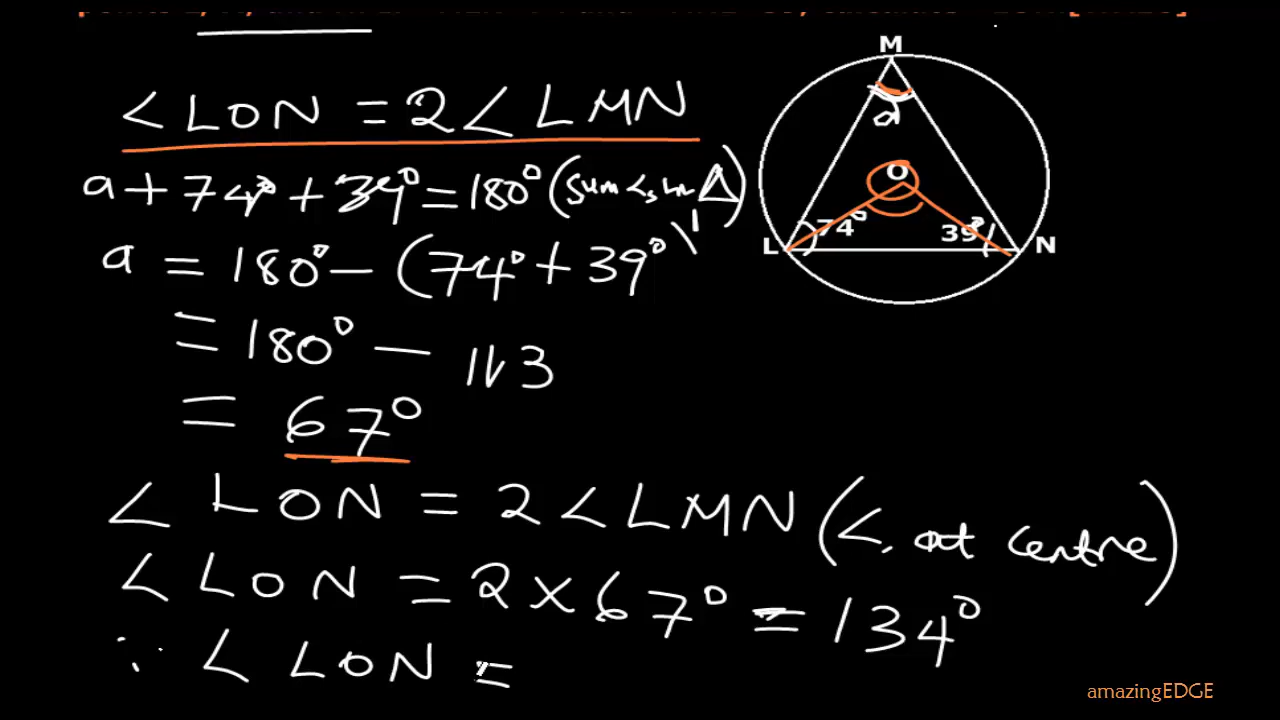 ∠LON = 2∠LMN
a + 74° + 39° = 180° (sum ∠s in Δ)
a = 180° - (74° + 39°)
= 180° - 113
= 67°
∠LON = 2∠LMN (∠, at centre)
∠LON = 2 × 67° = 134°
∴ ∠LON =
M
a
O
L
74°
39°
N
amazingEDGE